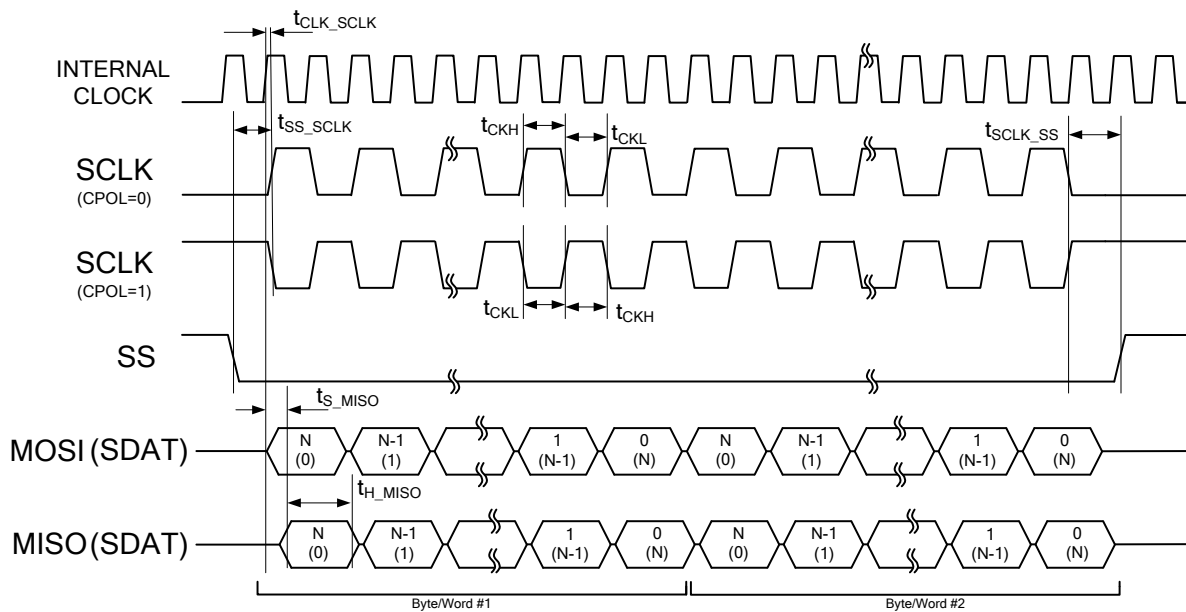 tCLK_SCLK
INTERNAL
CLOCK
tSS_SCLK
tCKH
tCKL
tSCLK_SS
SCLK
(CPOL=0)
SCLK
(CPOL=1)
tCKL
tCKH
SS
tS_MISO
MOSI (SDAT)
N N-1 1 0 N N-1 1 0
(0) (1) (N-1) (N) (0) (1) (N-1) (N)
tH_MISO
MISO (SDAT)
N N-1 1 0 N N-1 1 0
(0) (1) (N-1) (N) (0) (1) (N-1) (N)
Byte/Word #1 Byte/Word #2